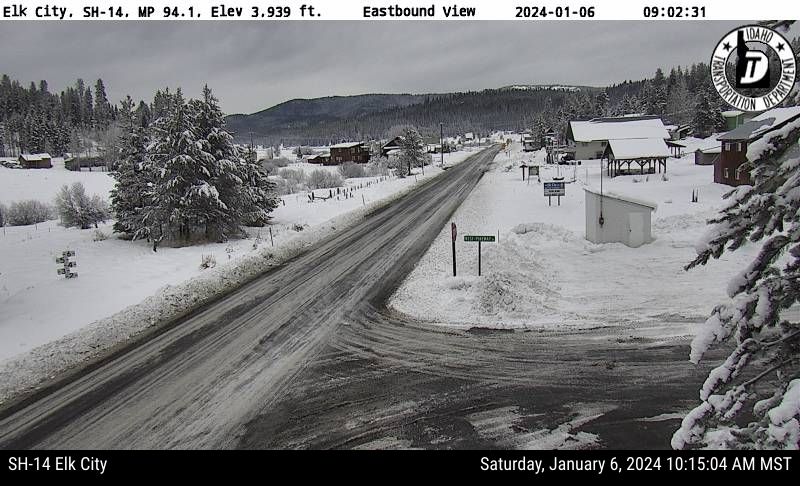 Elk City, SH-14, MP 94.1, Elev 3,939 ft. Eastbound View 2024-01-06 09:02:31
IDAHO
TRANSPORTATION DEPARTMENT
SH-14 Elk City Saturday, January 6, 2024 10:15:04 AM MST